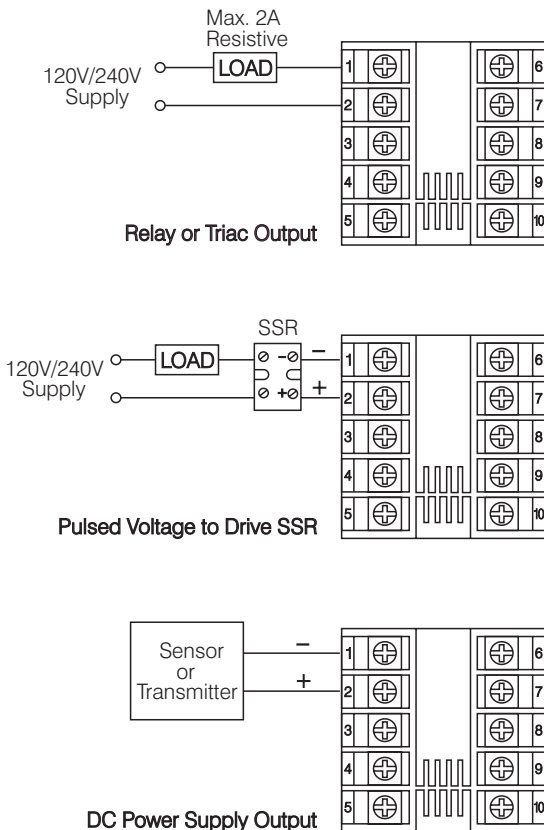 Max. 2A
Resistive
120V/240V
Supply
LOAD
1
2
3
4
5
6
7
8
9
10
Relay or Triac Output
SSR
120V/240V
Supply
LOAD
–
+
–
+
1
2
3
4
5
6
7
8
9
10
Pulsed Voltage to Drive SSR
Sensor
or
Transmitter
–
+
1
2
3
4
5
6
7
8
9
10
DC Power Supply Output